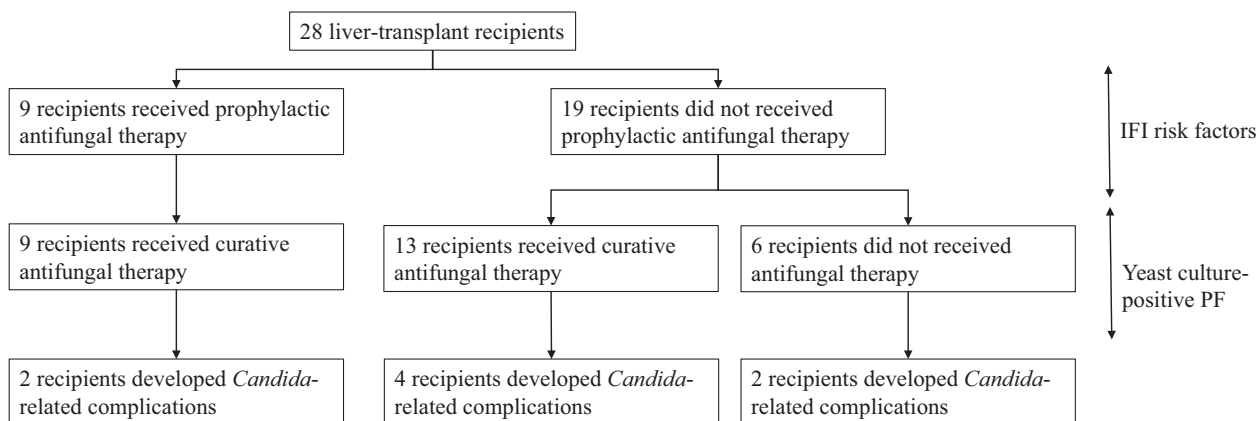 28 liver-transplant recipients
9 recipients received prophylactic
antifungal therapy
19 recipients did not received
prophylactic antifungal therapy
IFI risk factors
9 recipients received curative
antifungal therapy
13 recipients received curative
antifungal therapy
6 recipients did not received
antifungal therapy
Yeast culture-
positive PF
2 recipients developed Candida-
related complications
4 recipients developed Candida-
related complications
2 recipients developed Candida-
related complications